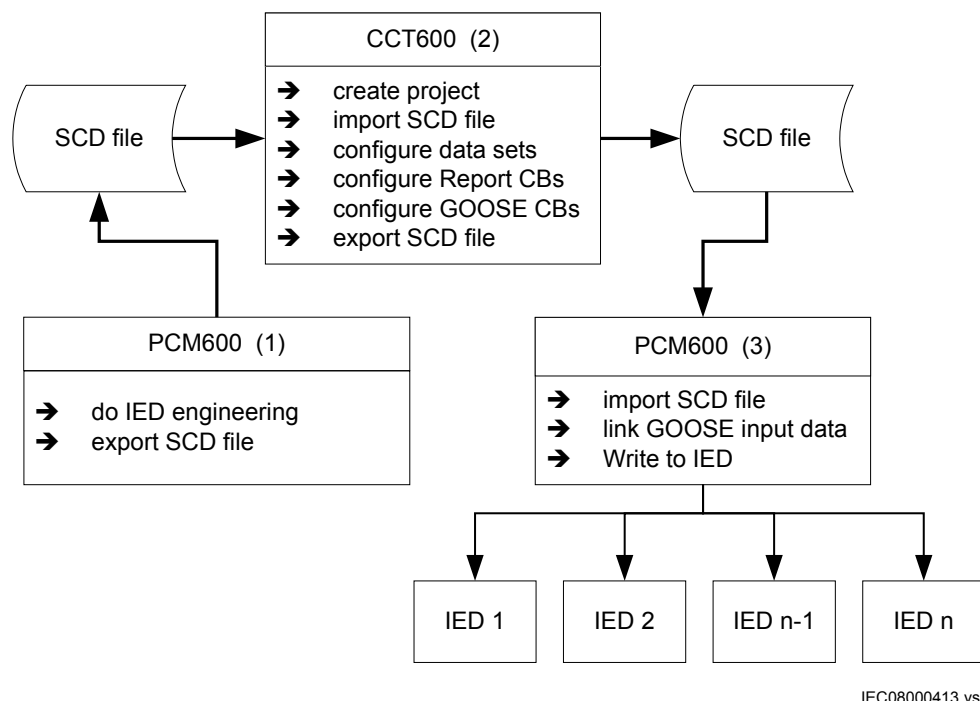 CCT600 (2)
➔ create project
➔ import SCD file
➔ configure data sets
➔ configure Report CBs
➔ configure GOOSE CBs
➔ export SCD file
SCD file
SCD file
PCM600 (1)
➔ do IED engineering
➔ export SCD file
PCM600 (3)
➔ import SCD file
➔ link GOOSE input data
➔ Write to IED
IED 1
IED 2
IED n-1
IED n
IEC08000413.vs